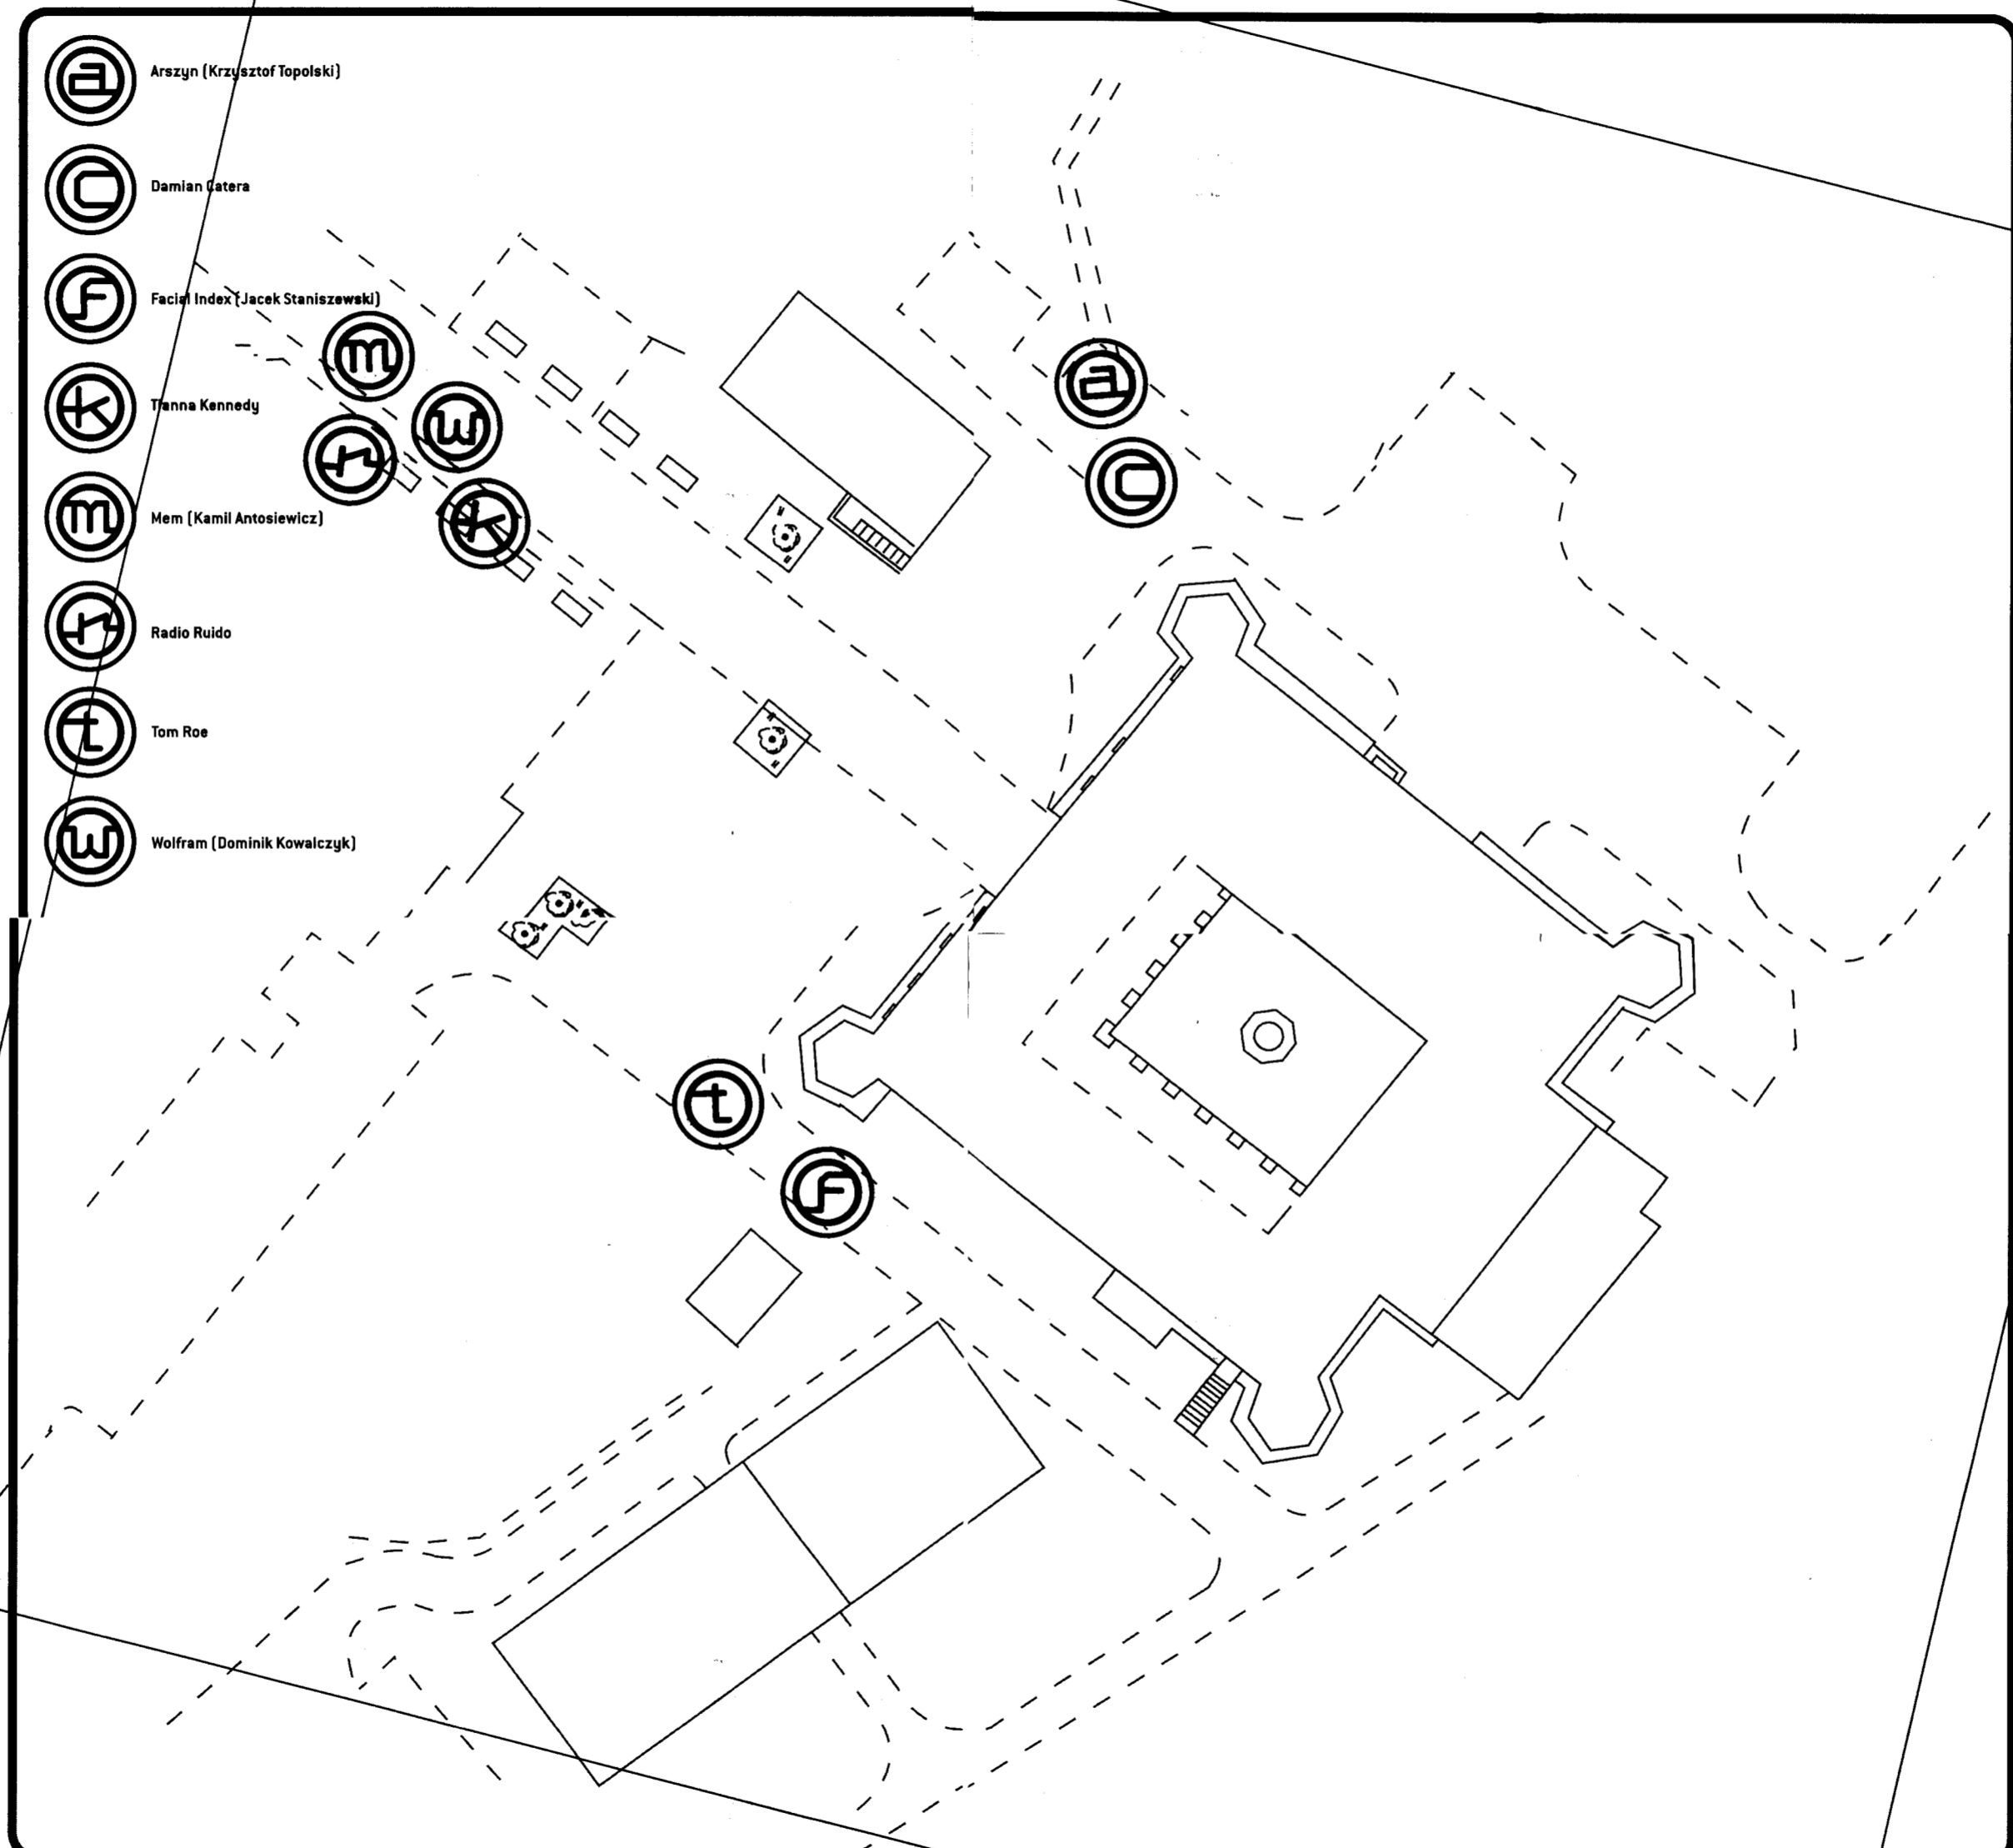 a Arszyn (Krzysztof Topolski)
c Damian Catera
F Facial Index (Jacek Staniszewski)
k Tianna Kennedy
m Mem (Kamil Antosiewicz)
r Radio Ruido
t Tom Roe
w Wolfram (Dominik Kowalczyk)
m
a
w
r
c
k
t
F